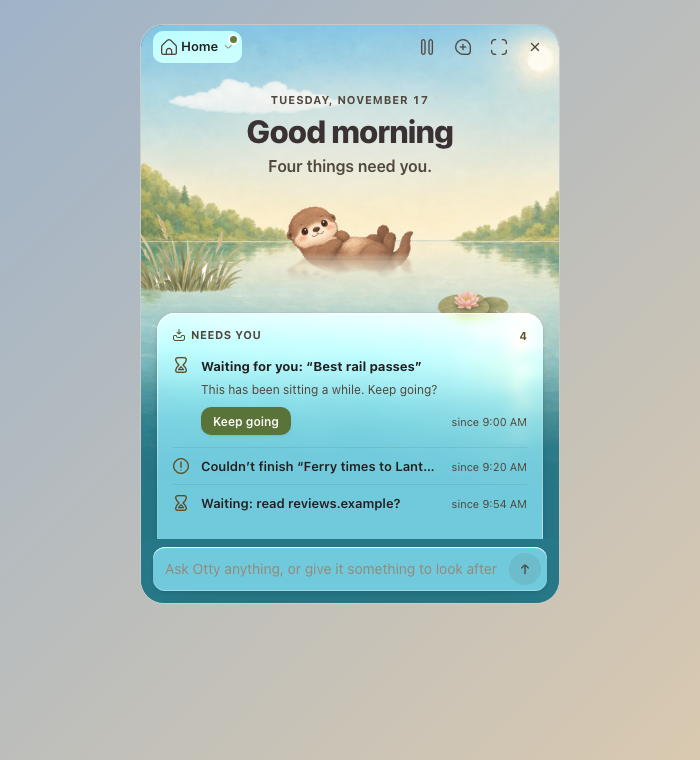 Home
TUESDAY, NOVEMBER 17
Good morning
Four things need you.
NEEDS YOU 4
Waiting for you: “Best rail passes”
This has been sitting a while. Keep going?
Keep going since 9:00 AM
Couldn’t finish “Ferry times to Lant... since 9:20 AM
Waiting: read reviews.example? since 9:54 AM
Ask Otty anything, or give it something to look after